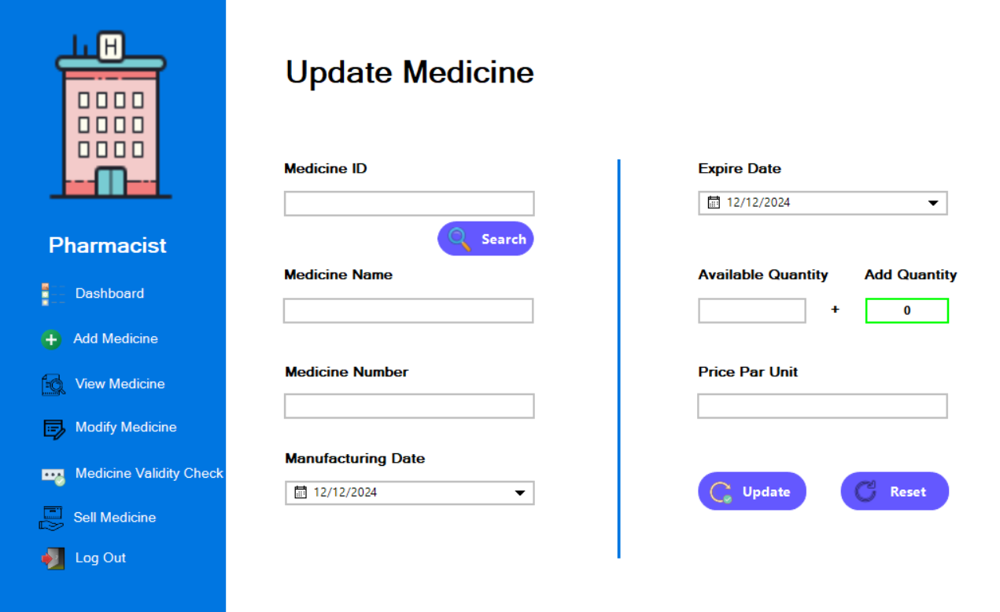 H
Pharmacist
Dashboard
Add Medicine
View Medicine
Modify Medicine
Medicine Validity Check
Sell Medicine
Log Out
Update Medicine
Medicine ID
Search
Medicine Name
Medicine Number
Manufacturing Date
12/12/2024
Expire Date
12/12/2024
Available Quantity Add Quantity
+ 0
Price Par Unit
Update Reset